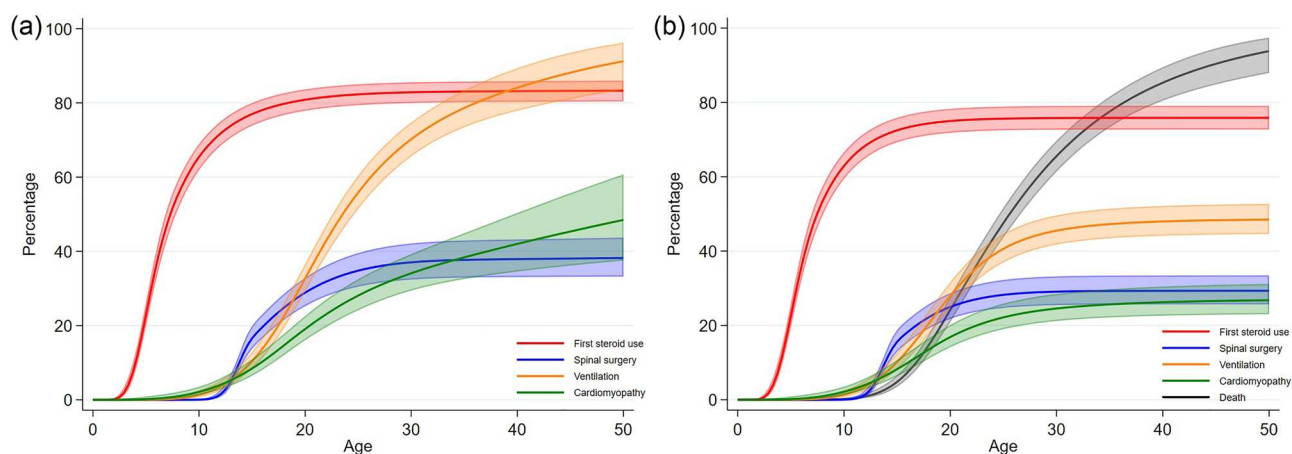 (a)
100
80
60
40
20
0
Percentage
0 10 20 30 40 50
Age
First steroid use
Spinal surgery
Ventilation
Cardiomyopathy
(b)
100
80
60
40
20
0
Percentage
0 10 20 30 40 50
Age
First steroid use
Spinal surgery
Ventilation
Cardiomyopathy
Death